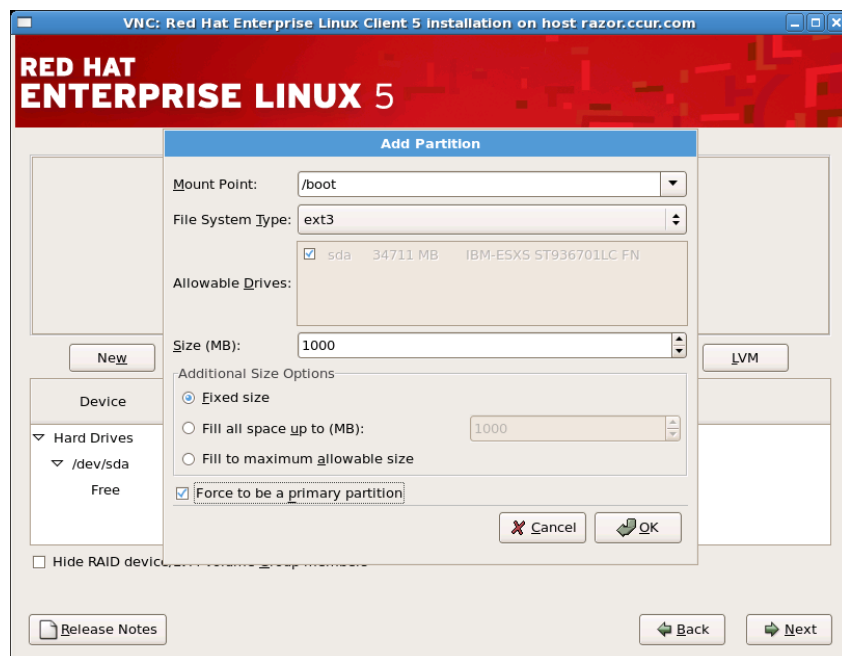 VNC: Red Hat Enterprise Linux Client 5 installation on host razor.ccur.com
RED HAT
ENTERPRISE LINUX 5
Add Partition
Mount Point: /boot
File System Type: ext3
sda 34711 MB IBM-ESXS ST936701LC FN
Allowable Drives:
Size (MB): 1000
New LVM
Additional Size Options
Fixed size
Device
Fill all space up to (MB): 1000
Hard Drives
Fill to maximum allowable size
/dev/sda
Free
Force to be a primary partition
Cancel OK
Hide RAID device/LVM Volume Group members
Release Notes Back Next